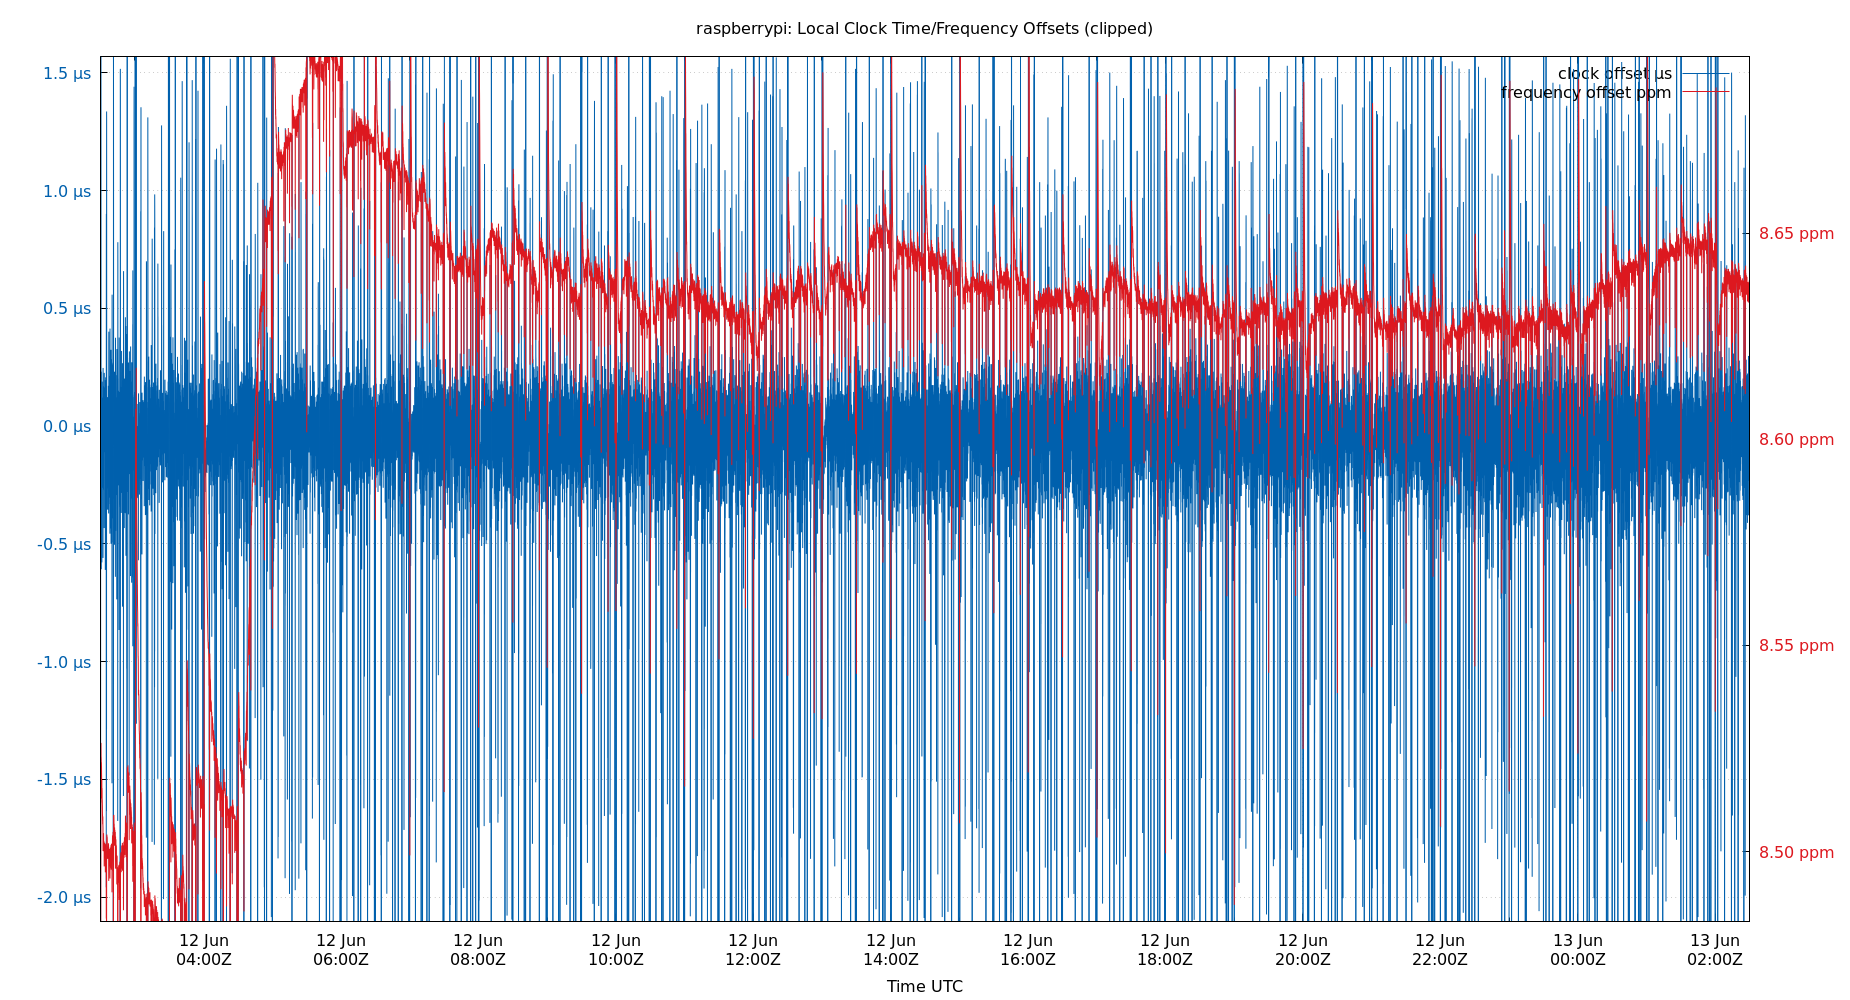 raspberrypi: Local Clock Time/Frequency Offsets (clipped)
clock offset µs
frequency offset ppm
1.5 µs
1.0 µs
0.5 µs
0.0 µs
-0.5 µs
-1.0 µs
-1.5 µs
-2.0 µs
8.65 ppm
8.60 ppm
8.55 ppm
8.50 ppm
12 Jun 12 Jun 12 Jun 12 Jun 12 Jun 12 Jun 12 Jun 12 Jun 12 Jun 12 Jun 13 Jun 13 Jun
04:00Z 06:00Z 08:00Z 10:00Z 12:00Z 14:00Z 16:00Z 18:00Z 20:00Z 22:00Z 00:00Z 02:00Z
Time UTC